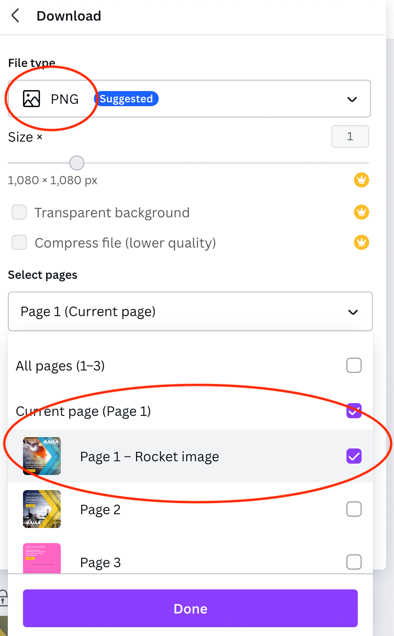 Download
File type
PNG Suggested
Size × 1
1,080 × 1,080 px
Transparent background
Compress file (lower quality)
Select pages
Page 1 (Current page)
All pages (1–3)
Current page (Page 1)
Page 1 – Rocket image
Page 2
Page 3
Done